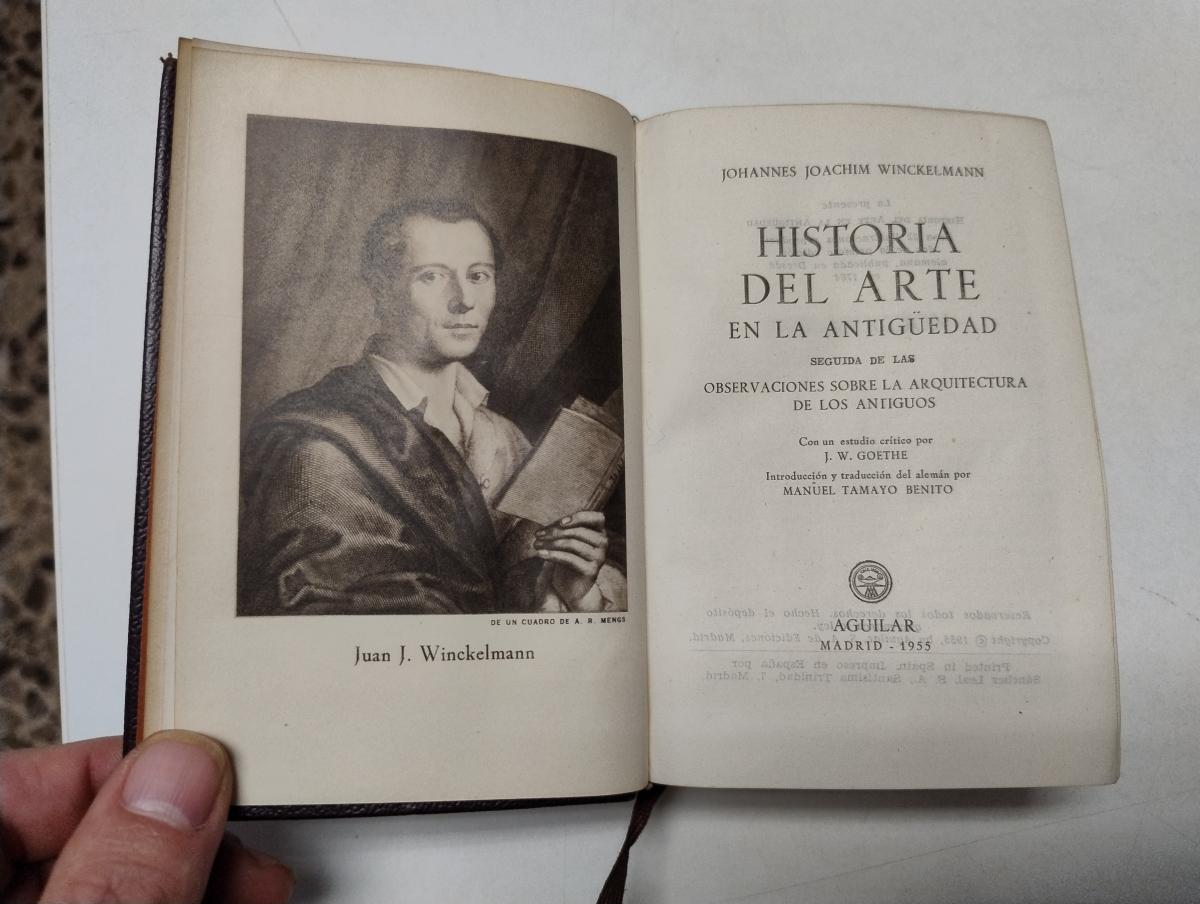 DE UN CUADRO DE A. R. MENGS
Juan J. Winckelmann
JOHANNES JOACHIM WINCKELMANN
HISTORIA
DEL ARTE
EN LA ANTIGÜEDAD
SEGUIDA DE LAS
OBSERVACIONES SOBRE LA ARQUITECTURA
DE LOS ANTIGUOS
Con un estudio crítico por
J. W. GOETHE
Introducción y traducción del alemán por
MANUEL TAMAYO BENITO
AGUILAR
MADRID - 1955